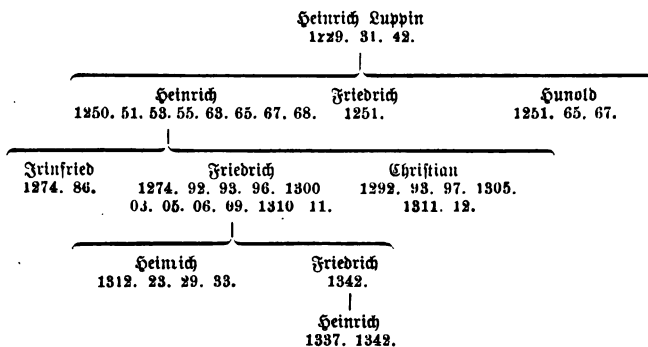 Heinrich Luppin
1229. 31. 42.
Heinrich Friedrich Hunold
1250. 51. 53. 55. 63. 65. 67. 68. 1251. 1251. 65. 67.
Irinfried Friedrich Christian
1274. 86. 1274. 92. 93. 96. 1300 1292. 93. 97. 1305.
03. 05. 06. 09. 1310 11. 1311. 12.
Heinrich Friedrich
1312. 23. 29. 33. 1342.
Heinrich
1337. 1342.